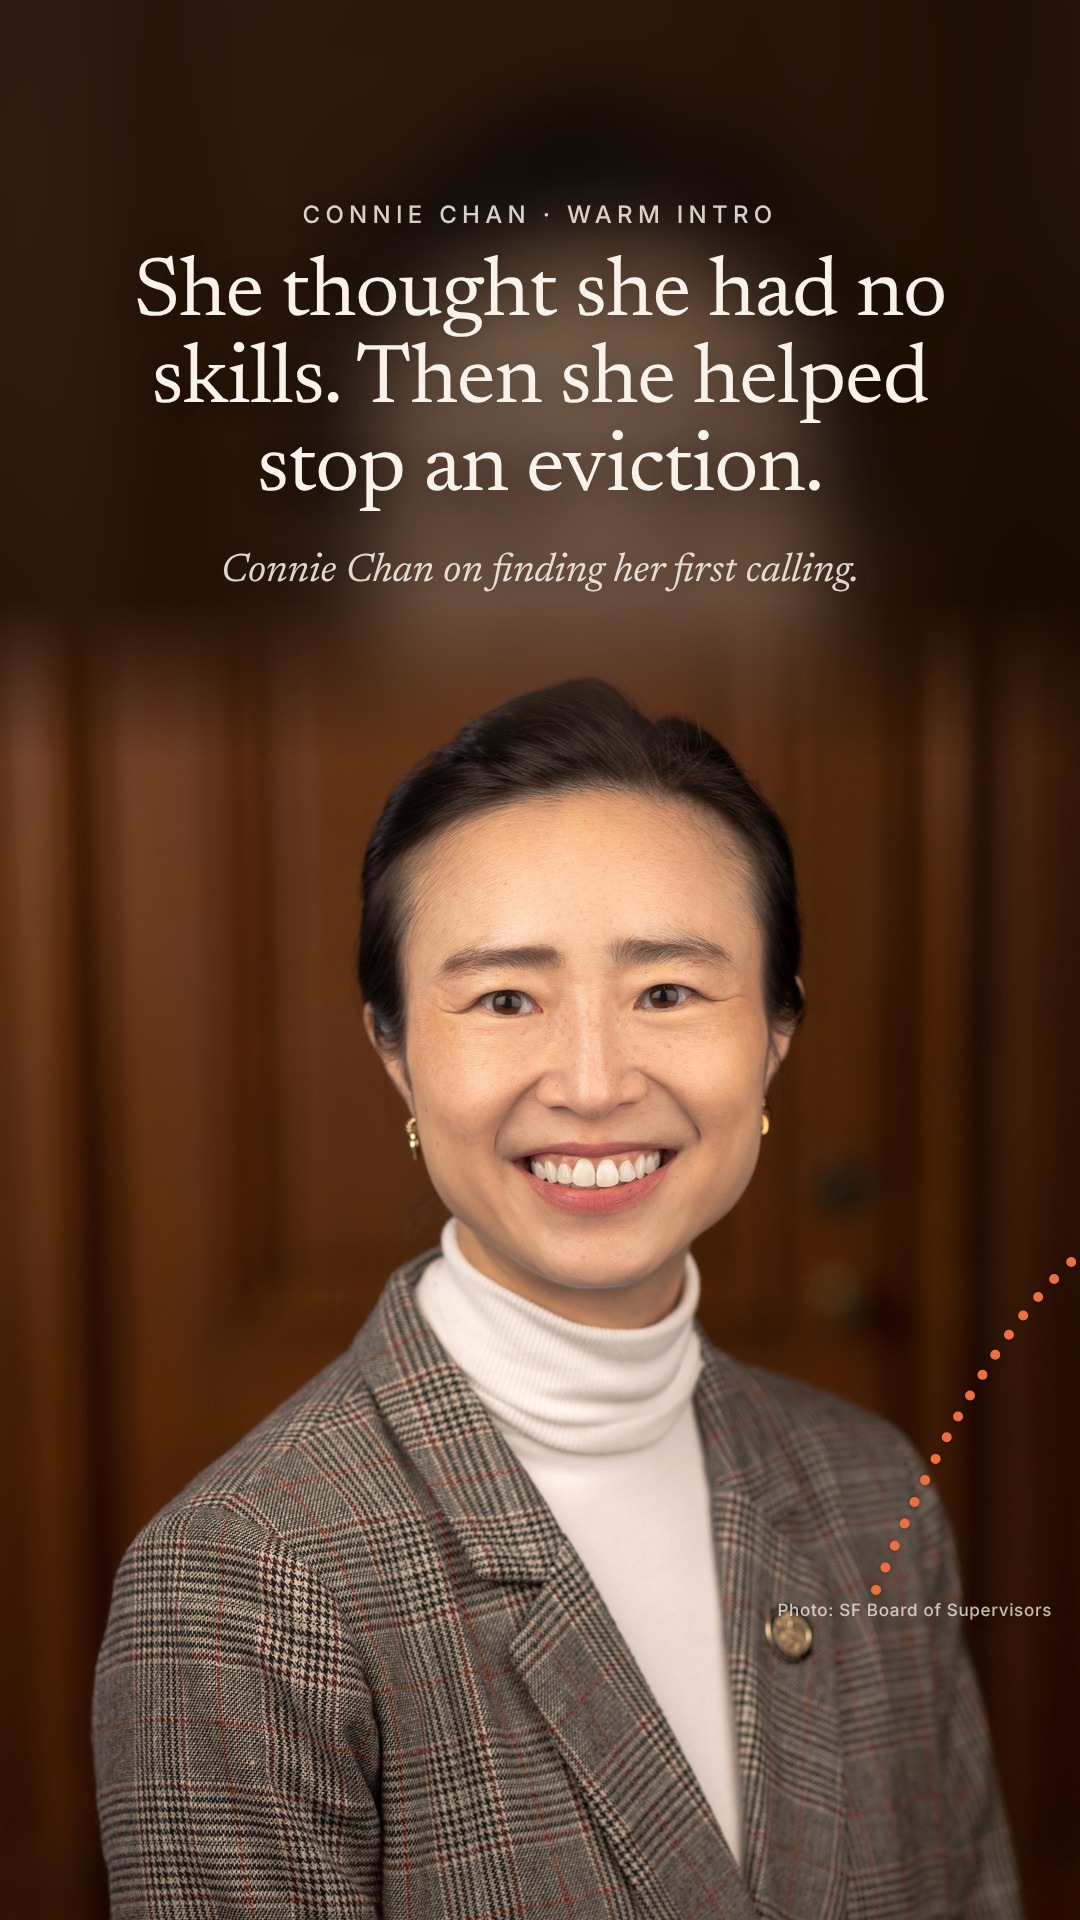 CONNIE CHAN · WARM INTRO
She thought she had no
skills. Then she helped
stop an eviction.
Connie Chan on finding her first calling.
Photo: SF Board of Supervisors